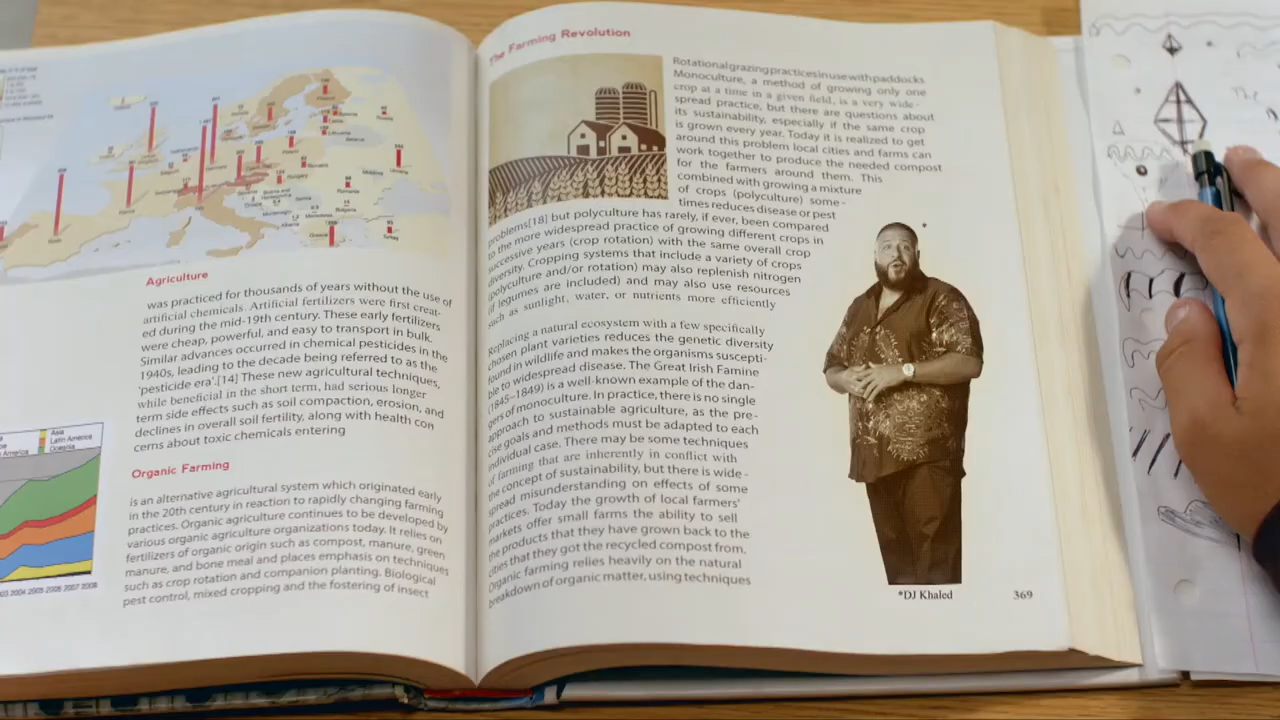 Agriculture
was practiced for thousands of years without the use of
artificial chemicals. Artificial fertilizers were first creat-
ed during the mid-19th century. These early fertilizers
were cheap, powerful, and easy to transport in bulk.
Similar advances occurred in chemical pesticides in the
1940s, leading to the decade being referred to as the
'pesticide era'.[14] These new agricultural techniques,
while beneficial in the short term, had serious longer
term side effects such as soil compaction, erosion, and
declines in overall soil fertility, along with health con
cerns about toxic chemicals entering
Asia
Latin America
Oceania
America
2004 2005 2006 2007 2008
Organic Farming
is an alternative agricultural system which originated early
in the 20th century in reaction to rapidly changing farming
practices. Organic agriculture continues to be developed by
various organic agriculture organizations today. It relies on
fertilizers of organic origin such as compost, manure, green
manure, and bone meal and places emphasis on techniques
such as crop rotation and companion planting. Biological
pest control, mixed cropping and the fostering of insect
The Farming Revolution
Rotational grazing practices in use with paddocks
Monoculture, a method of growing only one
crop at a time in a given field, is a very wide-
spread practice, but there are questions about
its sustainability, especially if the same crop
is grown every year. Today it is realized to get
around this problem local cities and farms can
work together to produce the needed compost
for the farmers around them. This
combined with growing a mixture
of crops (polyculture) some-
times reduces disease or pest
problems[18] but polyculture has rarely, if ever, been compared
to the more widespread practice of growing different crops in
successive years (crop rotation) with the same overall crop
diversity. Cropping systems that include a variety of crops
(polyculture and/or rotation) may also replenish nitrogen
(if legumes are included) and may also use resources
such as sunlight, water, or nutrients more efficiently
Replacing a natural ecosystem with a few specifically
chosen plant varieties reduces the genetic diversity
found in wildlife and makes the organisms suscepti-
ble to widespread disease. The Great Irish Famine
(1845–1849) is a well-known example of the dan-
gers of monoculture. In practice, there is no single
approach to sustainable agriculture, as the pre-
cise goals and methods must be adapted to each
individual case. There may be some techniques
of farming that are inherently in conflict with
the concept of sustainability, but there is wide-
spread misunderstanding on effects of some
practices. Today the growth of local farmers'
markets offer small farms the ability to sell
the products that they have grown back to the
cities that they got the recycled compost from.
Organic farming relies heavily on the natural
breakdown of organic matter, using techniques
*
*DJ Khaled
369